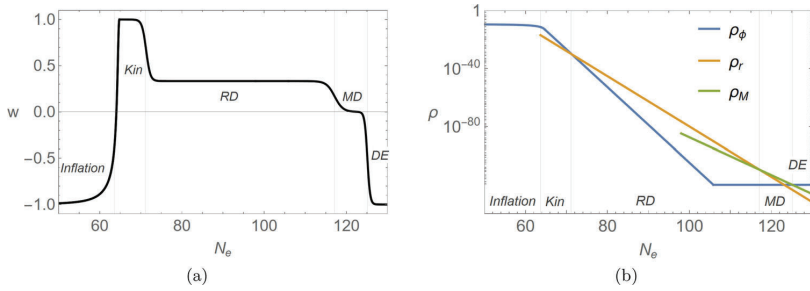 1.0
0.5
0.0
−0.5
−1.0
w
Kin
RD
MD
DE
Inflation
60
80
100
120
N_e
(a)
1
10^−40
10^−80
ρ
ρ_ϕ
ρ_r
ρ_M
Inflation
Kin
RD
MD
DE
60
80
100
120
N_e
(b)